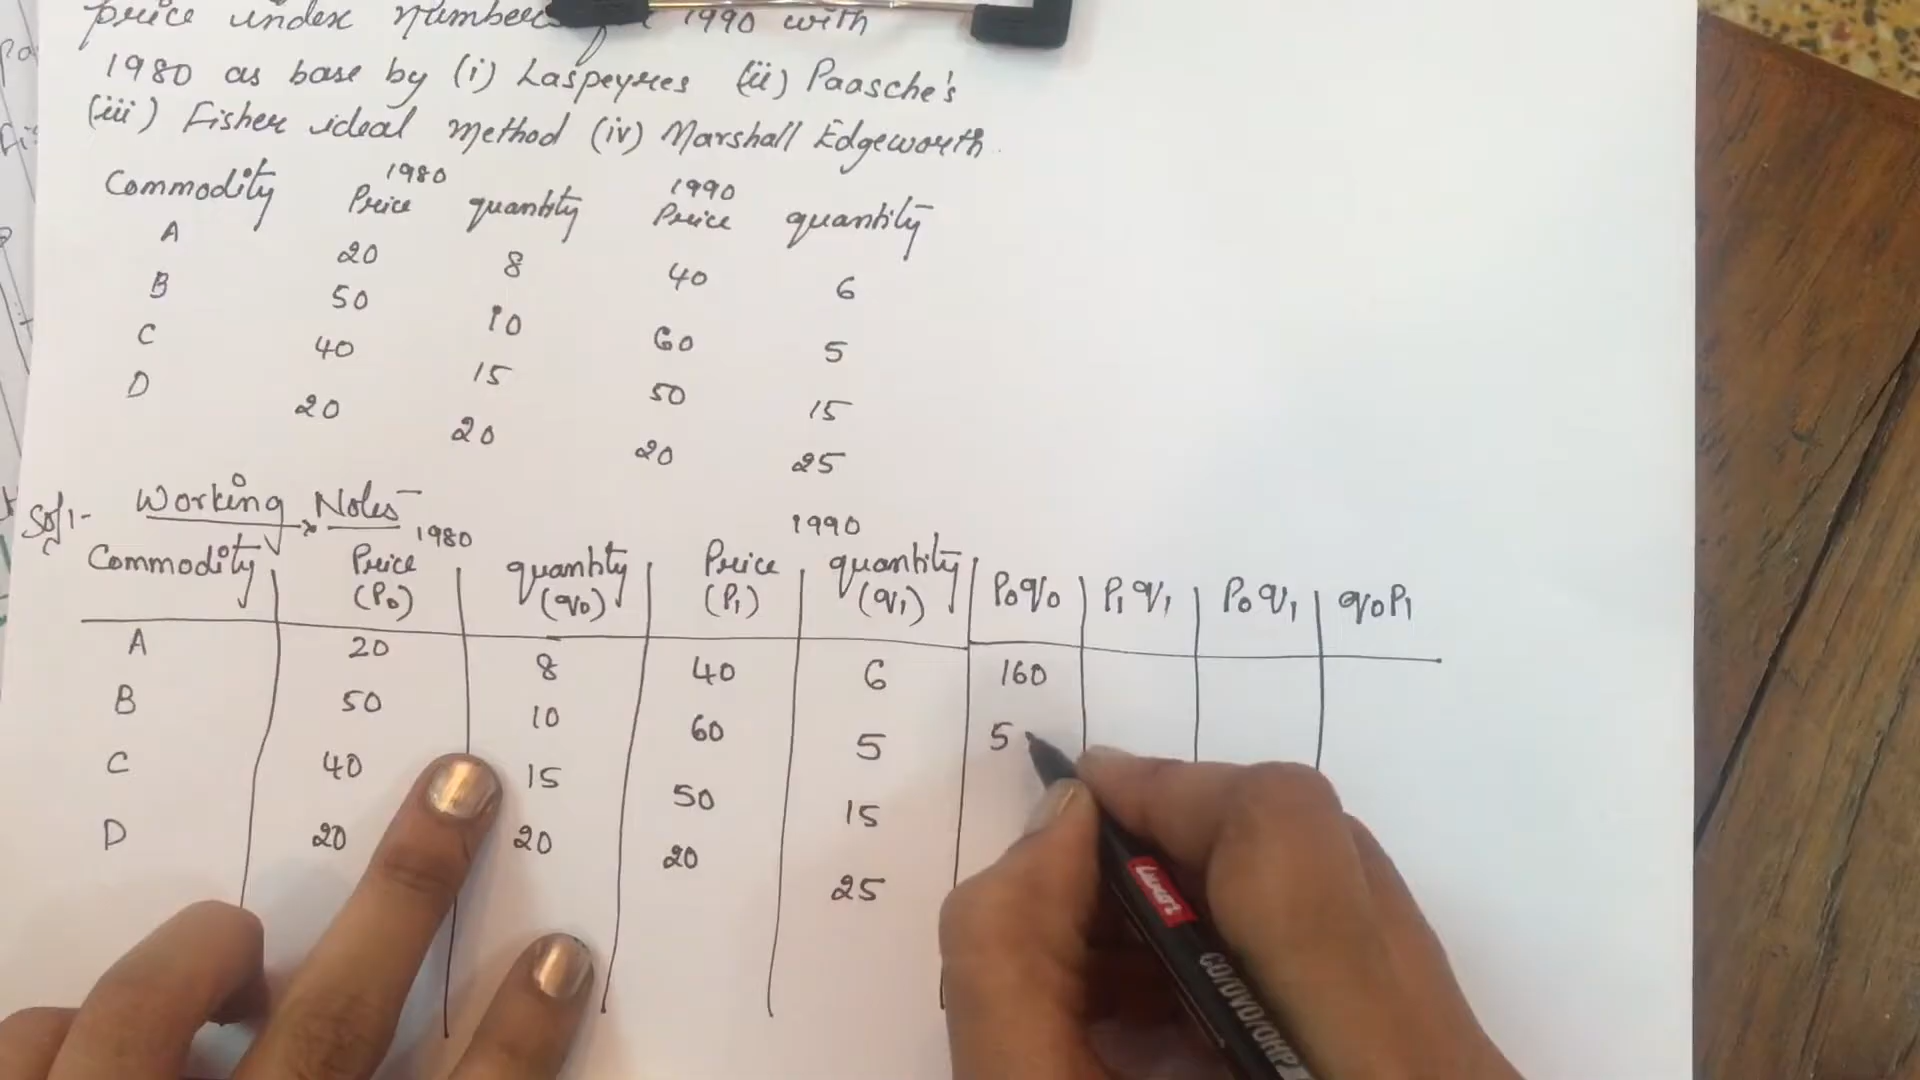 price index number 1990 with
1980 as base by (i) Laspeyres (ii) Paasche's
(iii) Fisher ideal method (iv) Marshall Edgeworth.
1980 1990
Commodity Price quantity Price quantity
A 20 8 40 6
B 50 10 60 5
C 40 15 50 15
D 20 20 20 25
Sol:- Working Notes
1980 1990
Commodity Price (P0) quantity (q0) Price (P1) quantity (q1) P0q0 P1q1 P0q1 q0P1
A 20 8 40 6 160
B 50 10 60 5 5
C 40 15 50 15
D 20 20 20 25
CD/DVD/OHP